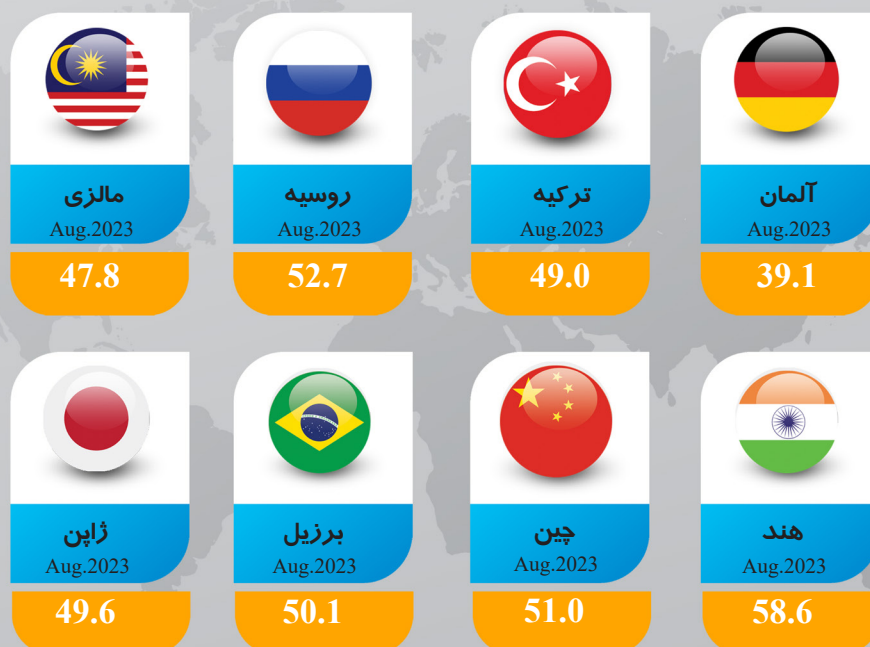 آلمان
Aug.2023
39.1
ترکیه
Aug.2023
49.0
روسیه
Aug.2023
52.7
مالزی
Aug.2023
47.8
هند
Aug.2023
58.6
چین
Aug.2023
51.0
برزیل
Aug.2023
50.1
ژاپن
Aug.2023
49.6